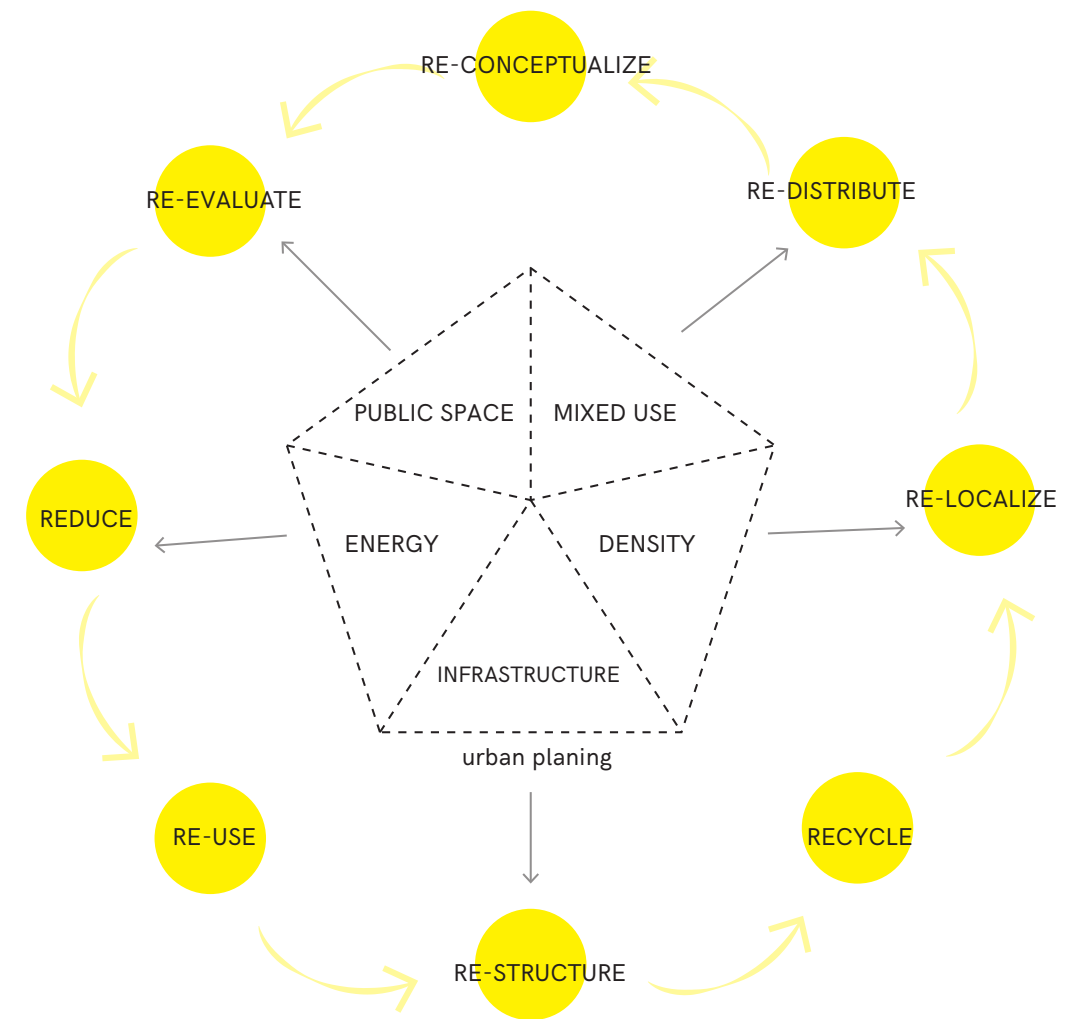 RE-CONCEPTUALIZE
RE-DISTRIBUTE
RE-EVALUATE
PUBLIC SPACE
MIXED USE
RE-LOCALIZE
REDUCE
ENERGY
DENSITY
INFRASTRUCTURE
urban planing
RE-USE
RECYCLE
RE-STRUCTURE